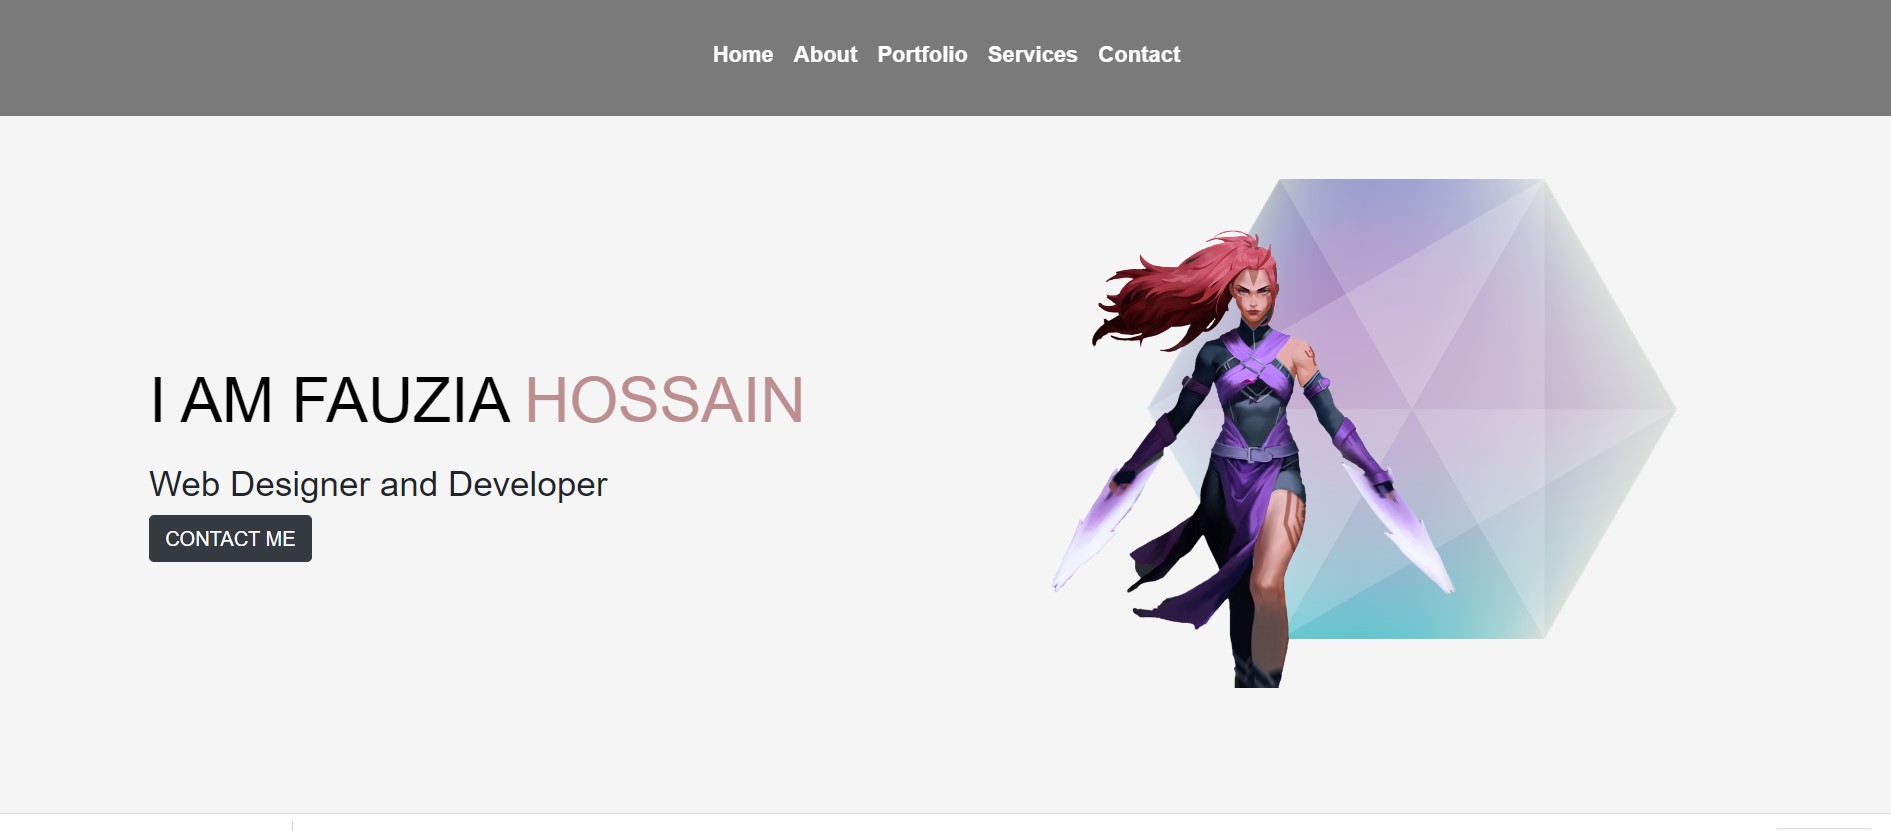 Home About Portfolio Services Contact
I AM FAUZIA HOSSAIN
Web Designer and Developer
CONTACT ME